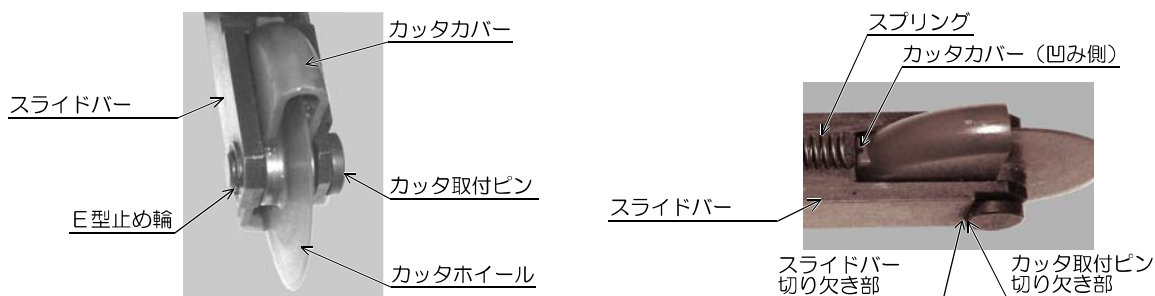 カッタカバー
スライドバー
カッタ取付ピン
E型止め輪
カッタホイール
スプリング
カッタカバー（凹み側）
スライドバー
スライドバー
切り欠き部
カッタ取付ピン
切り欠き部